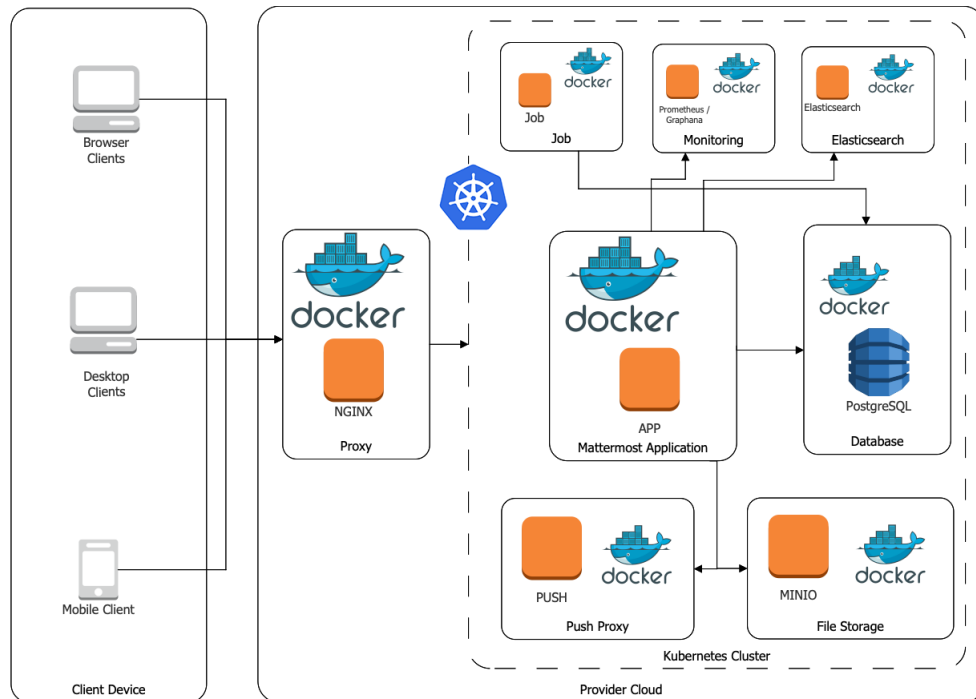 Browser
Clients
Desktop
Clients
Mobile Client
Client Device
docker
NGINX
Proxy
docker
Job
Job
docker
Prometheus /
Graphana
Monitoring
docker
Elasticsearch
Elasticsearch
docker
APP
Mattermost Application
docker
PostgreSQL
Database
PUSH
docker
Push Proxy
MINIO
docker
File Storage
Kubernetes Cluster
Provider Cloud